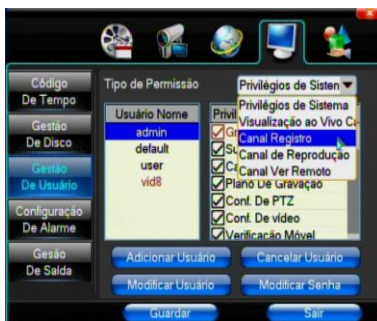 Código
De Tempo
Gestão
De Disco
Gestão
De Usuário
Configuração
De Alarme
Gesão
De Salda
Tipo de Permissão
Privilégios de Sisten
Privilégios de Sistema
Visualização ao Vivo Ca
Canal Registro
Canal de Reprodução
Canal Ver Remoto
Usuário Nome
admin
default
user
vid8
Privil
Plano De Gravação
Conf. De PTZ
Conf. De vídeo
Verificação Móvel
Adicionar Usuário
Cancelar Usuário
Modificar Usuário
Modificar Senha
Guardar
Sair